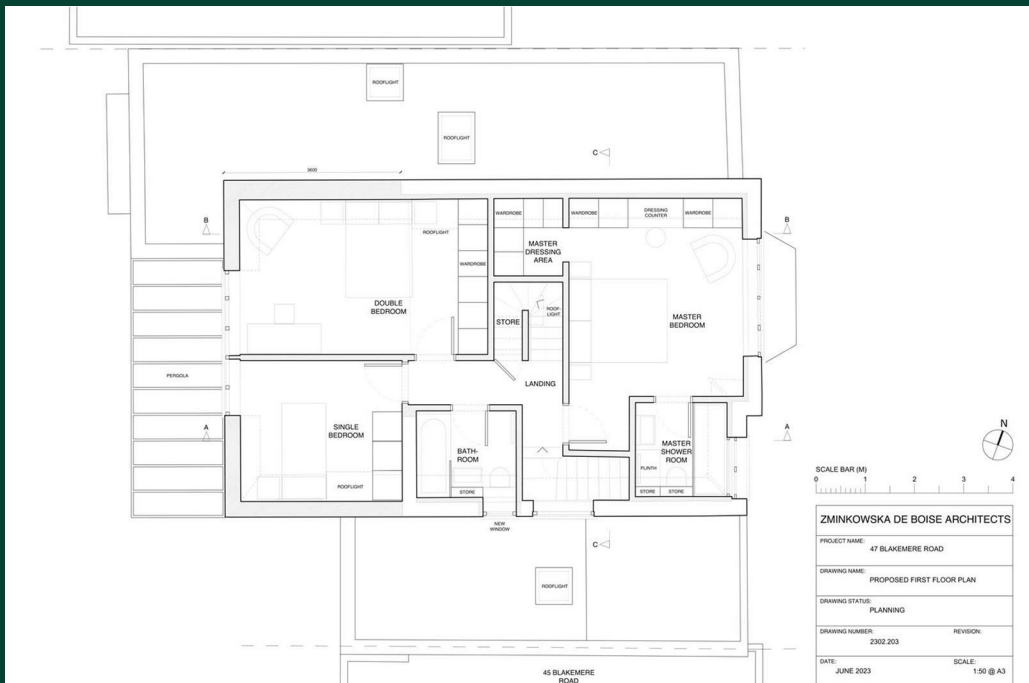 ROOFLIGHT
ROOFLIGHT
C
3600
B
B
WARDROBE
WARDROBE
DRESSING
COUNTER
WARDROBE
ROOFLIGHT
MASTER
DRESSING
AREA
WARDROBE
DOUBLE
BEDROOM
STORE
ROOF-
LIGHT
MASTER
BEDROOM
PERGOLA
LANDING
A
SINGLE
BEDROOM
BATH-
ROOM
MASTER
SHOWER
ROOM
A
PLINTH
ROOFLIGHT
STORE
STORE
STORE
NEW
WINDOW
C
ROOFLIGHT
45 BLAKEMERE
ROAD
N
SCALE BAR (M)
0 1 2 3 4
ZMINKOWSKA DE BOISE ARCHITECTS
PROJECT NAME:
47 BLAKEMERE ROAD
DRAWING NAME:
PROPOSED FIRST FLOOR PLAN
DRAWING STATUS:
PLANNING
DRAWING NUMBER: REVISION:
2302.203
DATE: SCALE:
JUNE 2023 1:50 @ A3